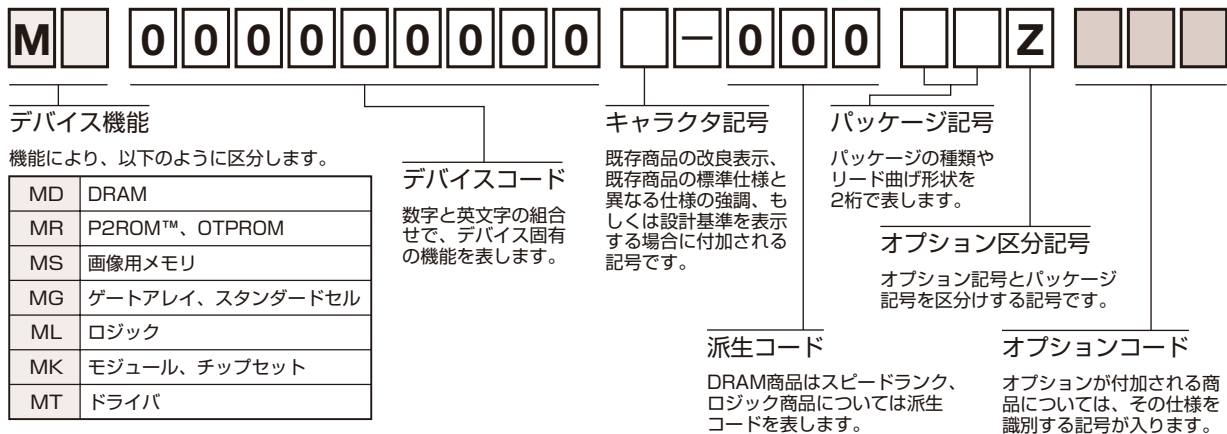 M 000000000 －000 Z
デバイス機能
機能により、以下のように区分します。
MD DRAM
MR P2ROM™、OTPROM
MS 画像用メモリ
MG ゲートアレイ、スタンダードセル
ML ロジック
MK モジュール、チップセット
MT ドライバ
デバイスコード
数字と英文字の組合
せで、デバイス固有
の機能を表します。
キャラクタ記号
既存商品の改良表示、
既存商品の標準仕様と
異なる仕様の強調、も
しくは設計基準を表示
する場合に付加される
記号です。
パッケージ記号
パッケージの種類や
リード曲げ形状を
2桁で表します。
オプション区分記号
オプション記号とパッケージ
記号を区分けする記号です。
派生コード
DRAM商品はスピードランク、
ロジック商品については派生
コードを表します。
オプションコード
オプションが付加される商
品については、その仕様を
識別する記号が入ります。